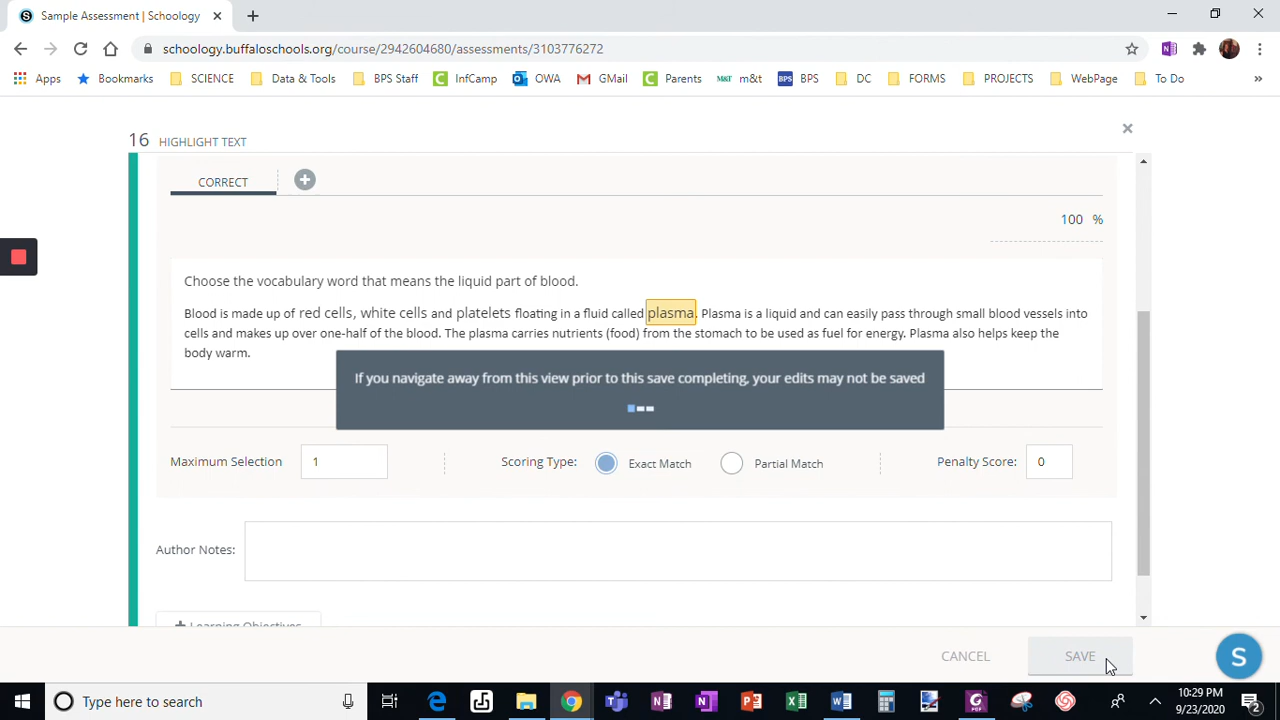 Sample Assessment | Schoology
schoology.buffaloschools.org/course/2942604680/assessments/3103776272
Apps Bookmarks SCIENCE Data & Tools BPS Staff InfCamp OWA GMail Parents M&T m&t BPS BPS DC FORMS PROJECTS WebPage To Do »
16 HIGHLIGHT TEXT
CORRECT
100 %
Choose the vocabulary word that means the liquid part of blood.
Blood is made up of red cells, white cells and platelets floating in a fluid called plasma. Plasma is a liquid and can easily pass through small blood vessels into
cells and makes up over one-half of the blood. The plasma carries nutrients (food) from the stomach to be used as fuel for energy. Plasma also helps keep the
body warm.
If you navigate away from this view prior to this save completing, your edits may not be saved
Maximum Selection 1 Scoring Type: Exact Match Partial Match Penalty Score: 0
Author Notes:
+ Learning Objectives
CANCEL SAVE S
Type here to search
10:29 PM
9/23/2020
2